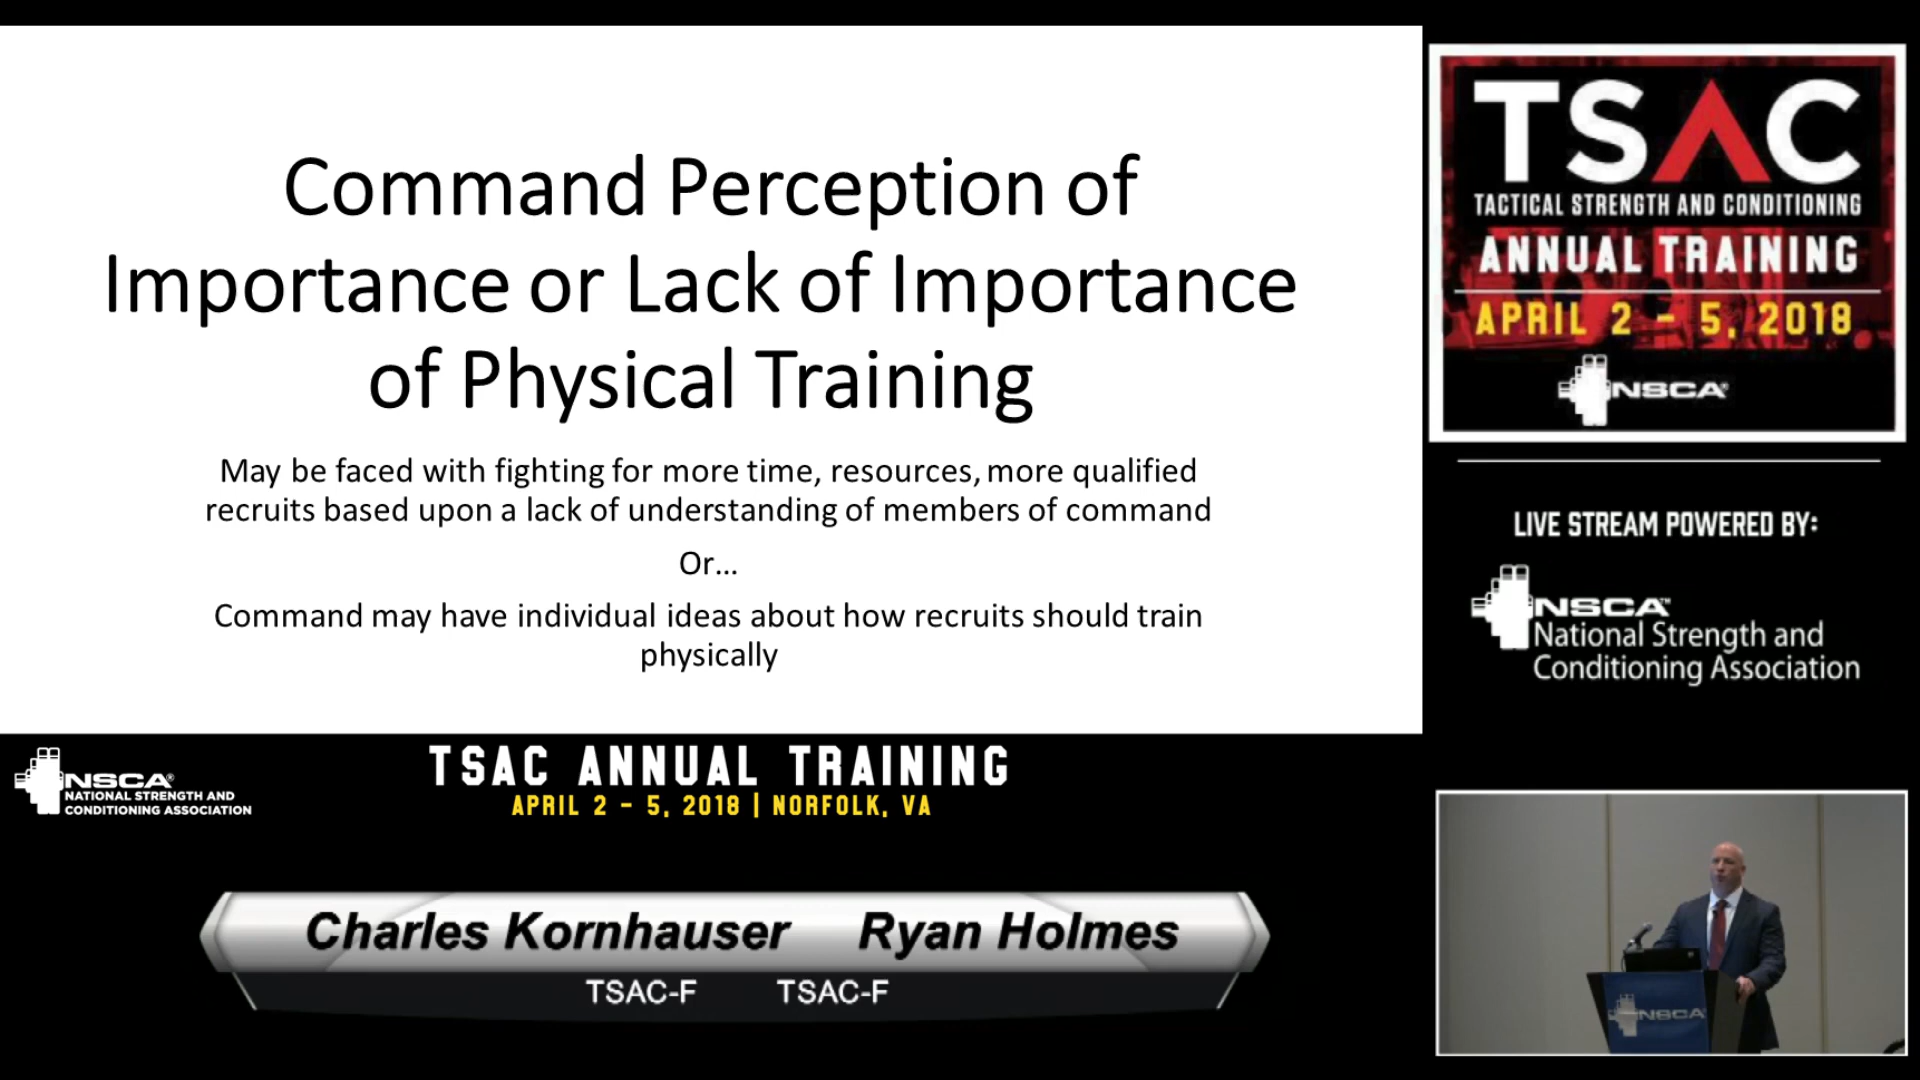 Command Perception of
Importance or Lack of Importance
of Physical Training
May be faced with fighting for more time, resources, more qualified
recruits based upon a lack of understanding of members of command
Or...
Command may have individual ideas about how recruits should train
physically
TSAC
TACTICAL STRENGTH AND CONDITIONING
ANNUAL TRAINING
APRIL 2 - 5, 2018
NSCA®
LIVE STREAM POWERED BY:
NSCA™
National Strength and
Conditioning Association
NSCA®
NATIONAL STRENGTH AND
CONDITIONING ASSOCIATION
TSAC ANNUAL TRAINING
APRIL 2 - 5, 2018 | NORFOLK, VA
Charles Kornhauser Ryan Holmes
TSAC-F TSAC-F
NSCA